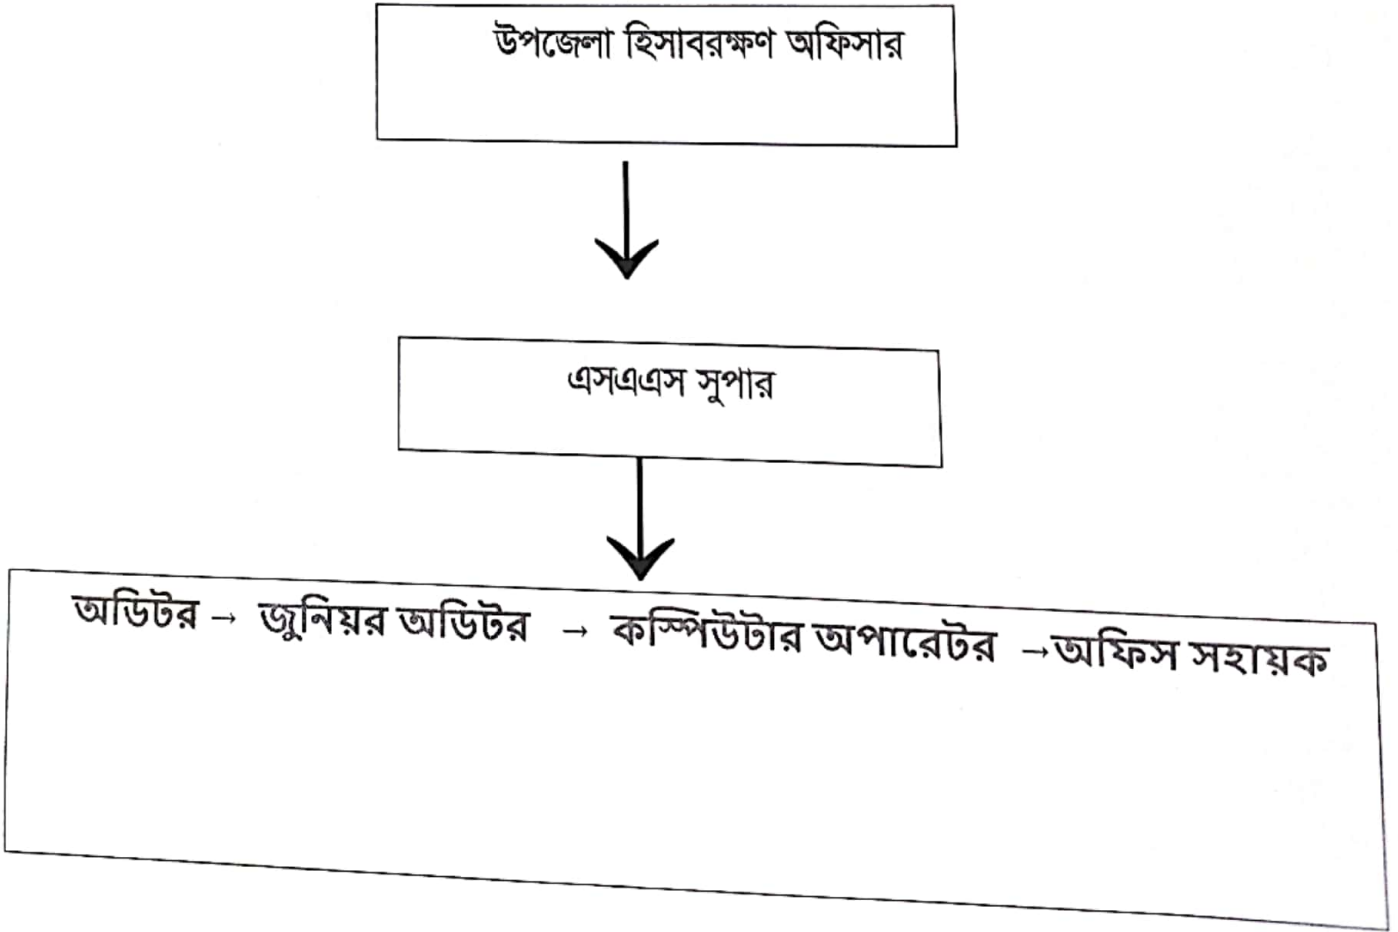 উপজেলা হিসাবরক্ষণ অফিসার
এসএএস সুপার
অডিটর → জুনিয়র অডিটর → কম্পিউটার অপারেটর →অফিস সহায়ক